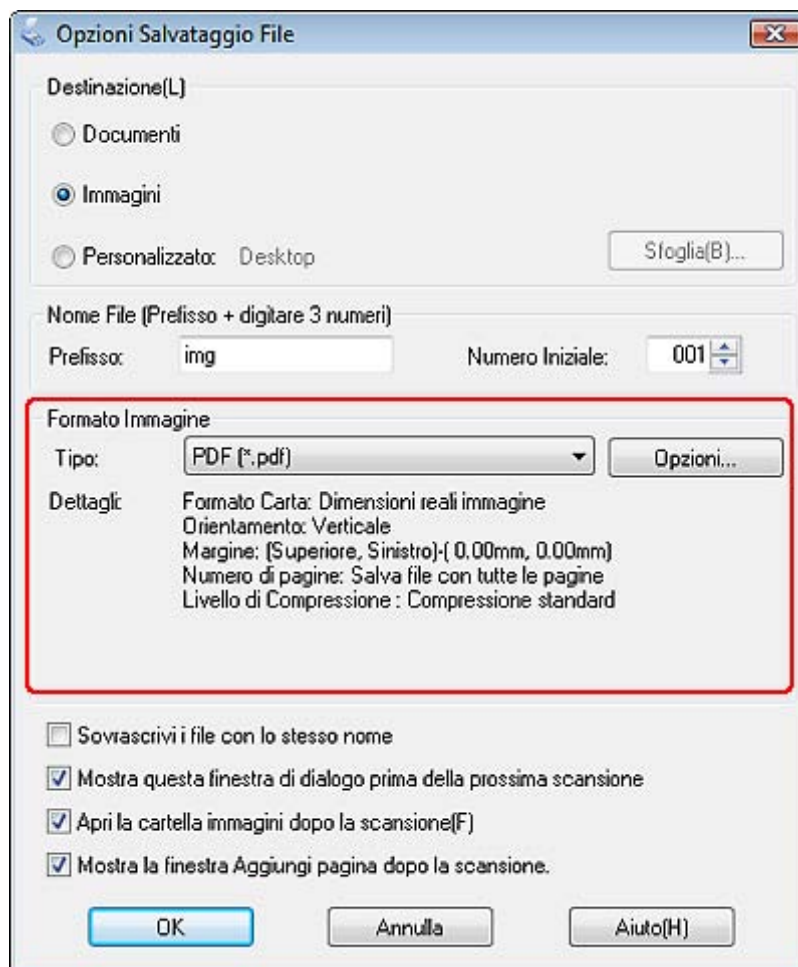 Opzioni Salvataggio File
Destinazione(L)
Documenti
Immagini
Personalizzato: Desktop Sfoglia(B)...
Nome File (Prefisso + digitare 3 numeri)
Prefisso: img Numero Iniziale: 001
Formato Immagine
Tipo: PDF (*.pdf) Opzioni...
Dettagli: Formato Carta: Dimensioni reali immagine
Orientamento: Verticale
Margine: (Superiore, Sinistro)-( 0.00mm, 0.00mm)
Numero di pagine: Salva file con tutte le pagine
Livello di Compressione : Compressione standard
Sovrascrivi i file con lo stesso nome
Mostra questa finestra di dialogo prima della prossima scansione
Apri la cartella immagini dopo la scansione(F)
Mostra la finestra Aggiungi pagina dopo la scansione.
OK Annulla Aiuto(H)